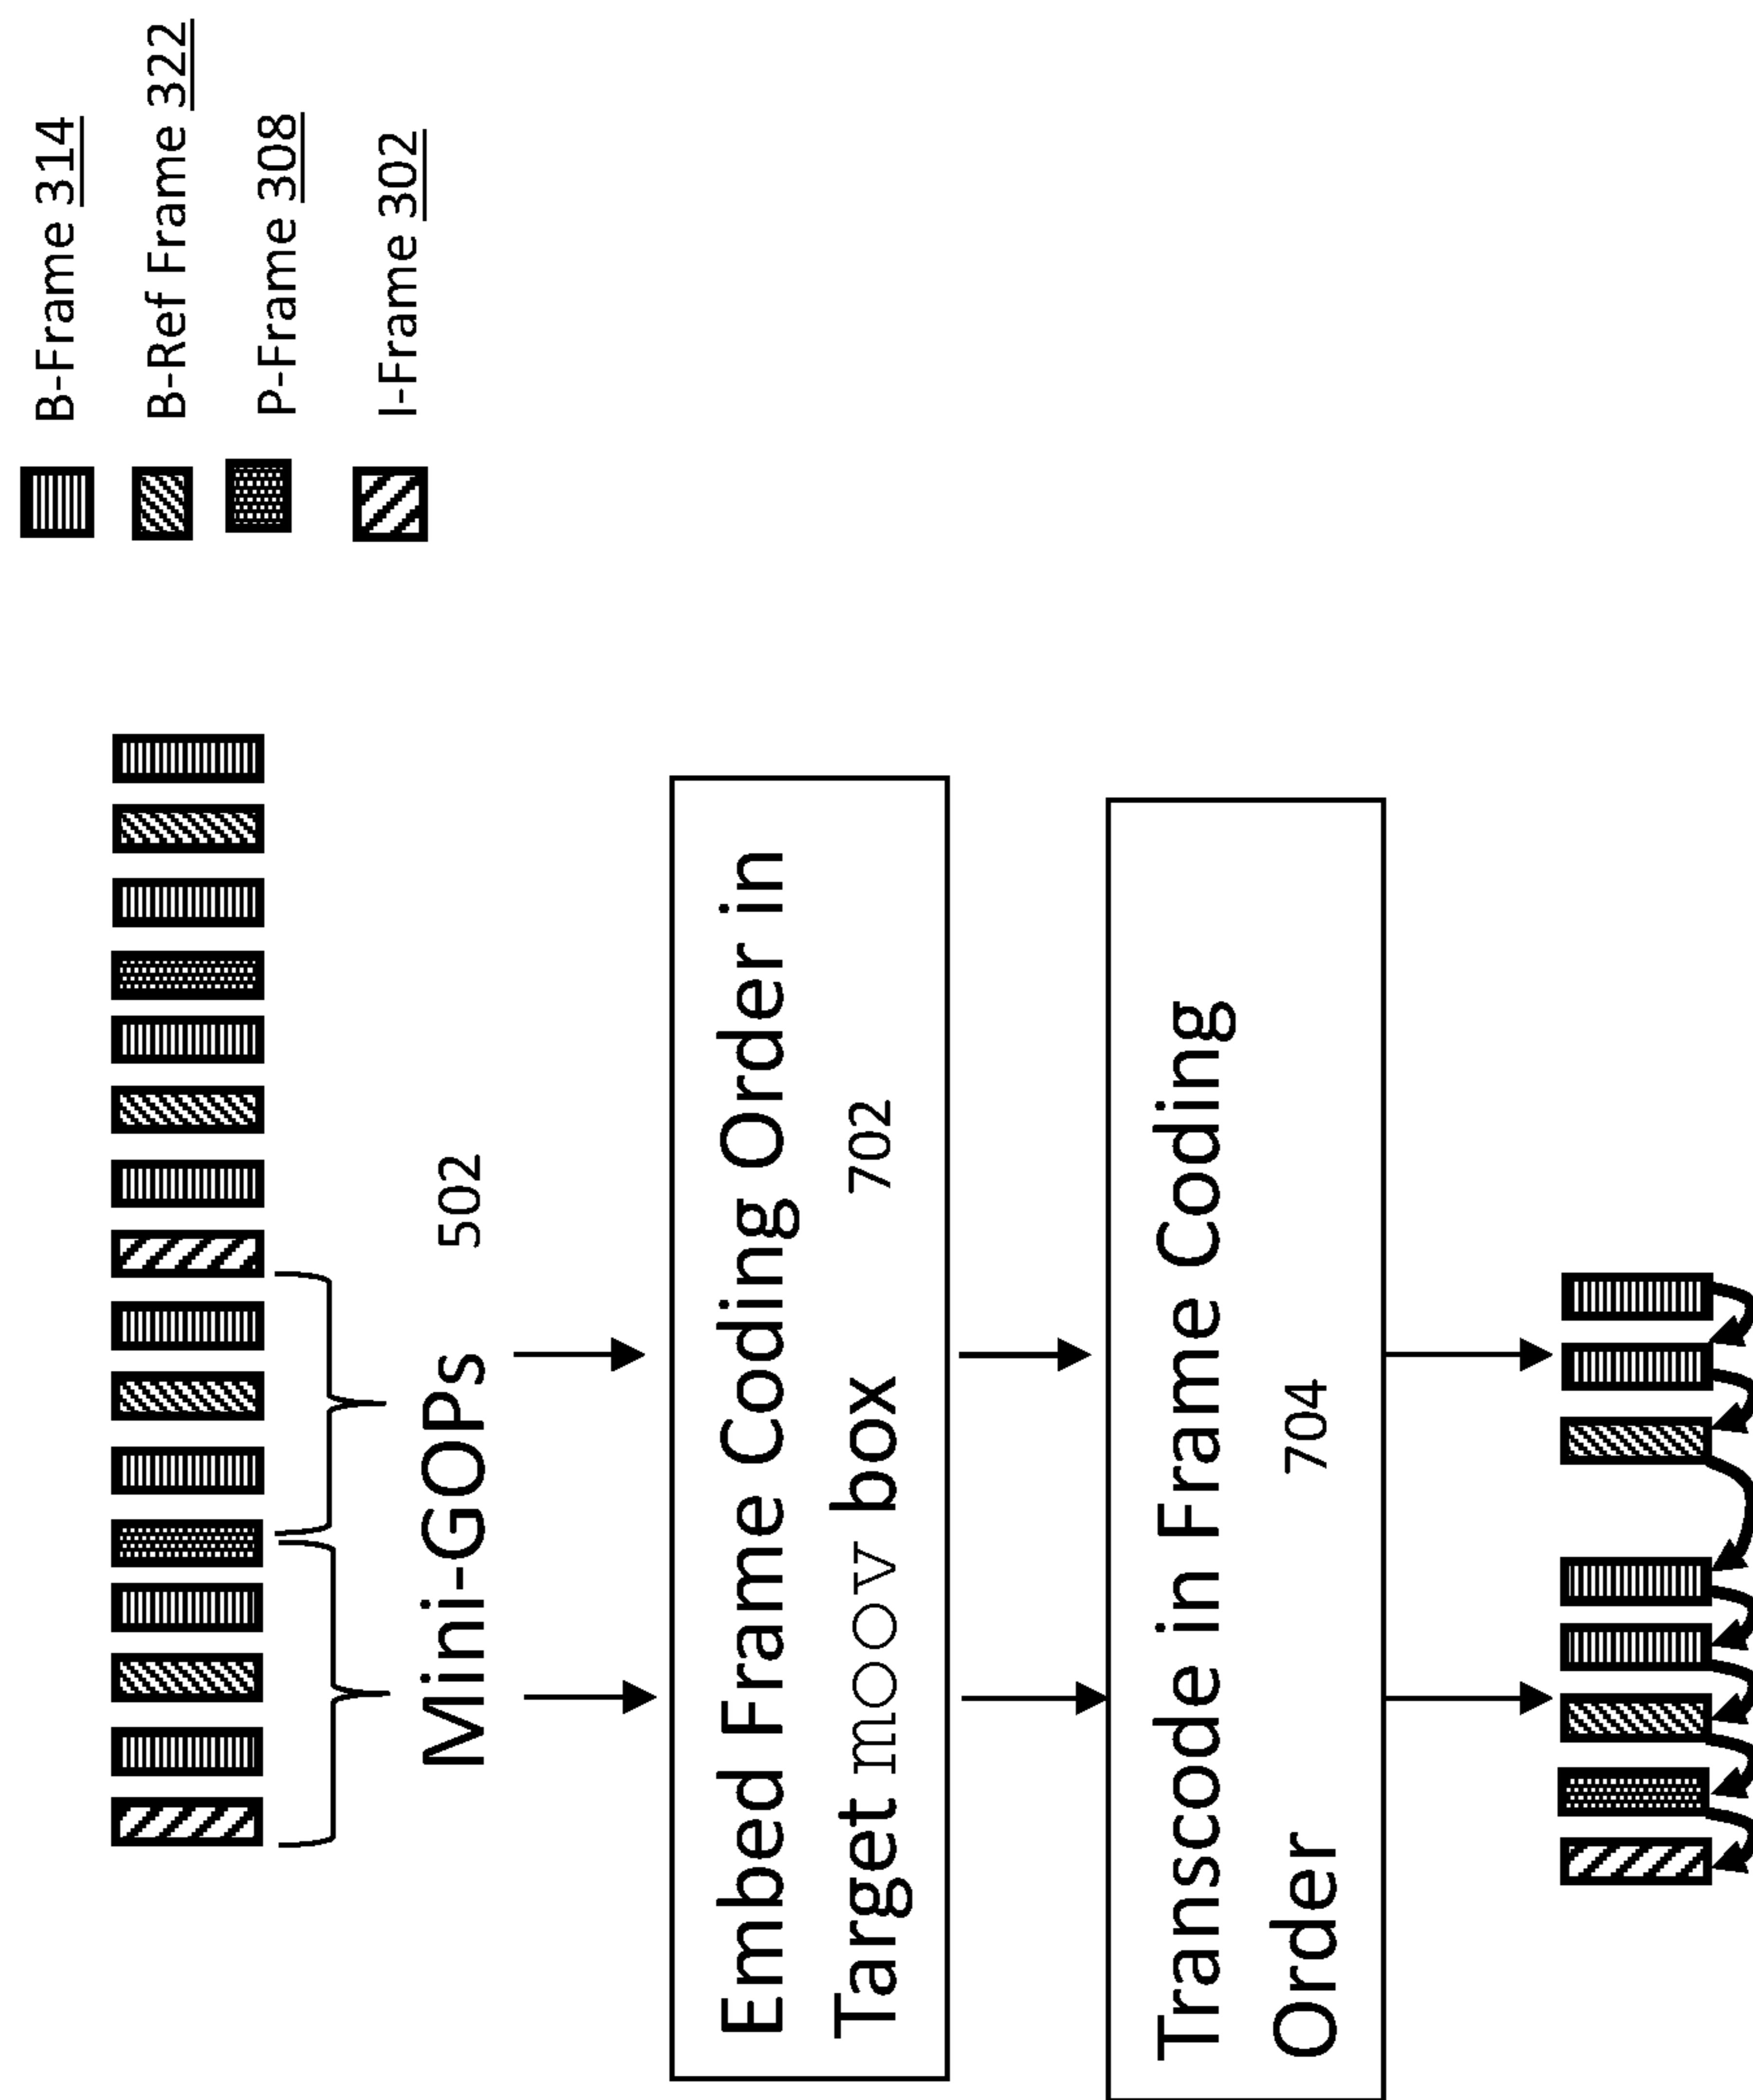 B-Frame 314
B-Ref Frame 322
P-Frame 308
I-Frame 302
Mini-GOPs 502
Embed Frame Coding Order in
Target moov box 702
Transcode in Frame Coding
Order 704